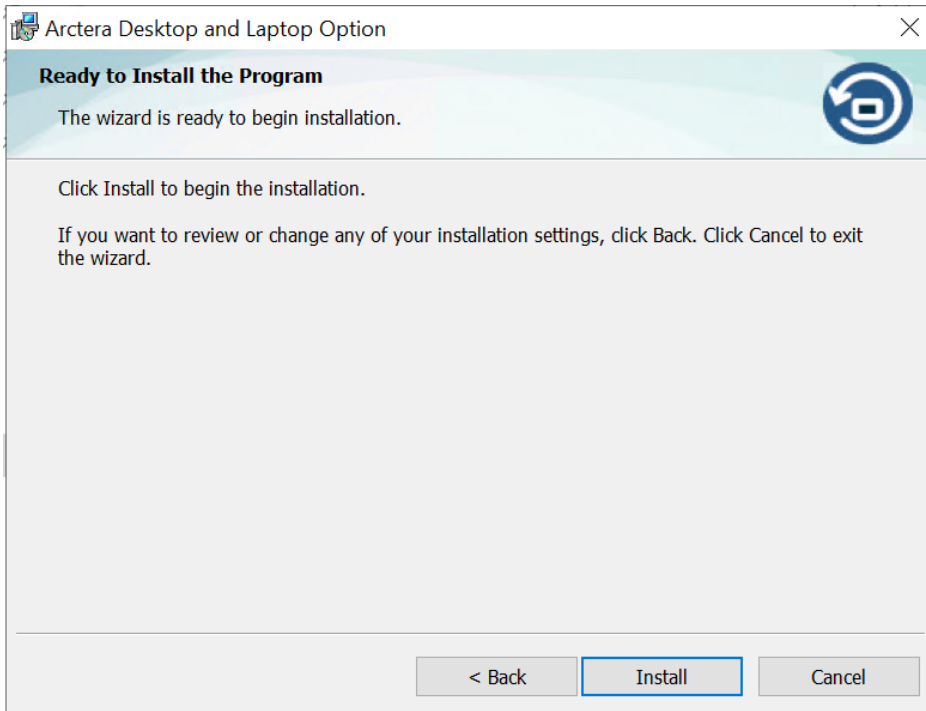 Arctera Desktop and Laptop Option
Ready to Install the Program
The wizard is ready to begin installation.
Click Install to begin the installation.
If you want to review or change any of your installation settings, click Back. Click Cancel to exit
the wizard.
< Back
Install
Cancel